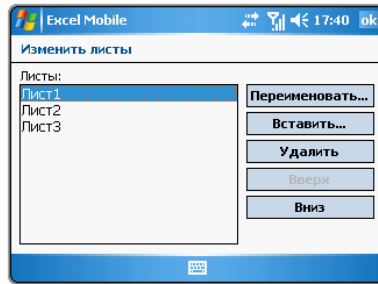 Excel Mobile 17:40 ok
Изменить листы
Листы:
Лист1
Лист2
Лист3
Переименовать...
Вставить...
Удалить
Вверх
Вниз